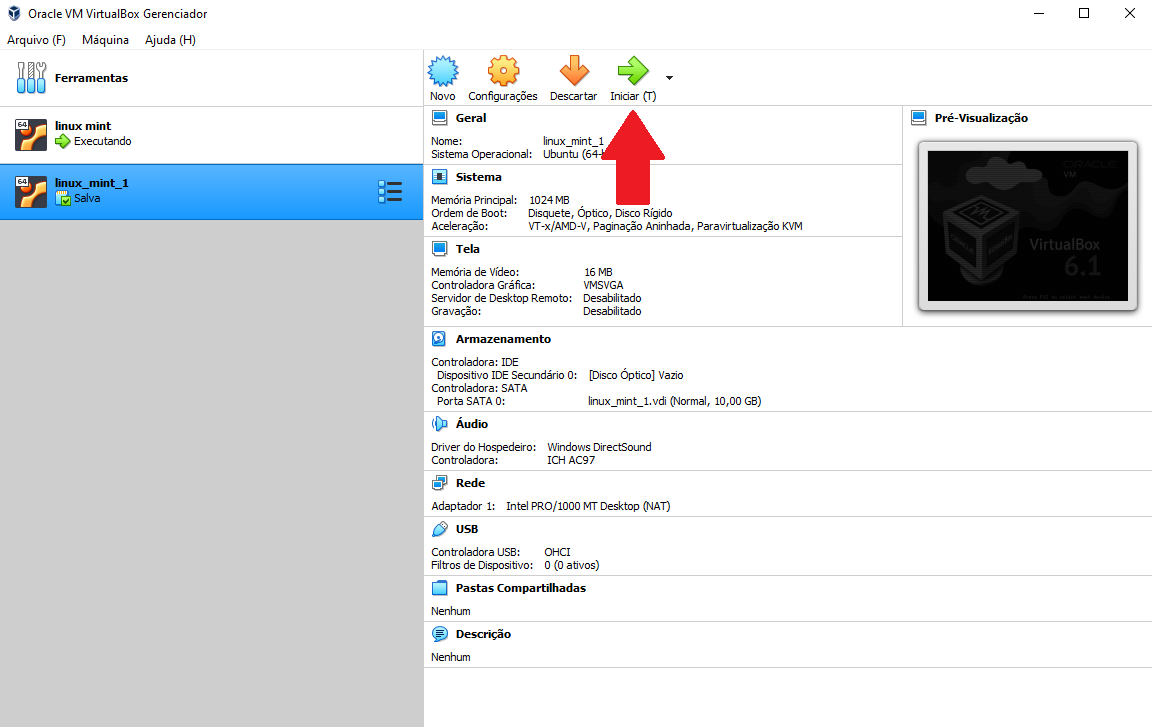 Oracle VM VirtualBox Gerenciador
Arquivo (F) Máquina Ajuda (H)
Ferramentas
64
linux mint
Executando
64
linux_mint_1
Salva
Novo Configurações Descartar Iniciar (T)
Geral
Nome: linux_mint_1
Sistema Operacional: Ubuntu (64-b
Sistema
Memória Principal: 1024 MB
Ordem de Boot: Disquete, Óptico, Disco Rígido
Aceleração: VT-x/AMD-V, Paginação Aninhada, Paravirtualização KVM
Tela
Memória de Vídeo: 16 MB
Controladora Gráfica: VMSVGA
Servidor de Desktop Remoto: Desabilitado
Gravação: Desabilitado
Pré-Visualização
ORACLE
VM
VirtualBox
6.1
Armazenamento
Controladora: IDE
Dispositivo IDE Secundário 0: [Disco Óptico] Vazio
Controladora: SATA
Porta SATA 0: linux_mint_1.vdi (Normal, 10,00 GB)
Áudio
Driver do Hospedeiro: Windows DirectSound
Controladora: ICH AC97
Rede
Adaptador 1: Intel PRO/1000 MT Desktop (NAT)
USB
Controladora USB: OHCI
Filtros de Dispositivo: 0 (0 ativos)
Pastas Compartilhadas
Nenhum
Descrição
Nenhum